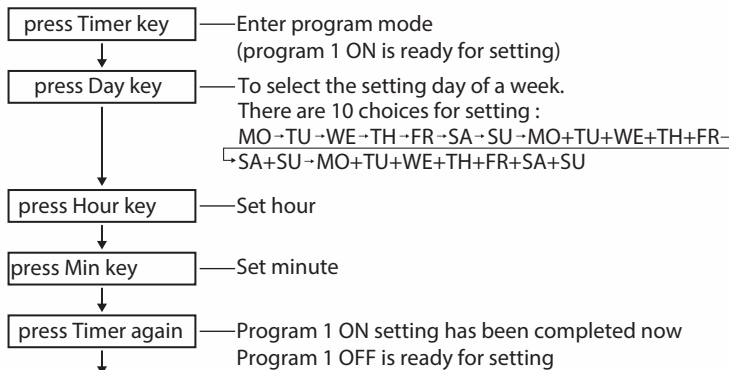 press Timer key
Enter program mode
(program 1 ON is ready for setting)
press Day key
To select the setting day of a week.
There are 10 choices for setting :
MO→TU→WE→TH→FR→SA→SU→MO+TU+WE+TH+FR
→SA+SU→MO+TU+WE+TH+FR+SA+SU
press Hour key
Set hour
press Min key
Set minute
press Timer again
Program 1 ON setting has been completed now
Program 1 OFF is ready for setting